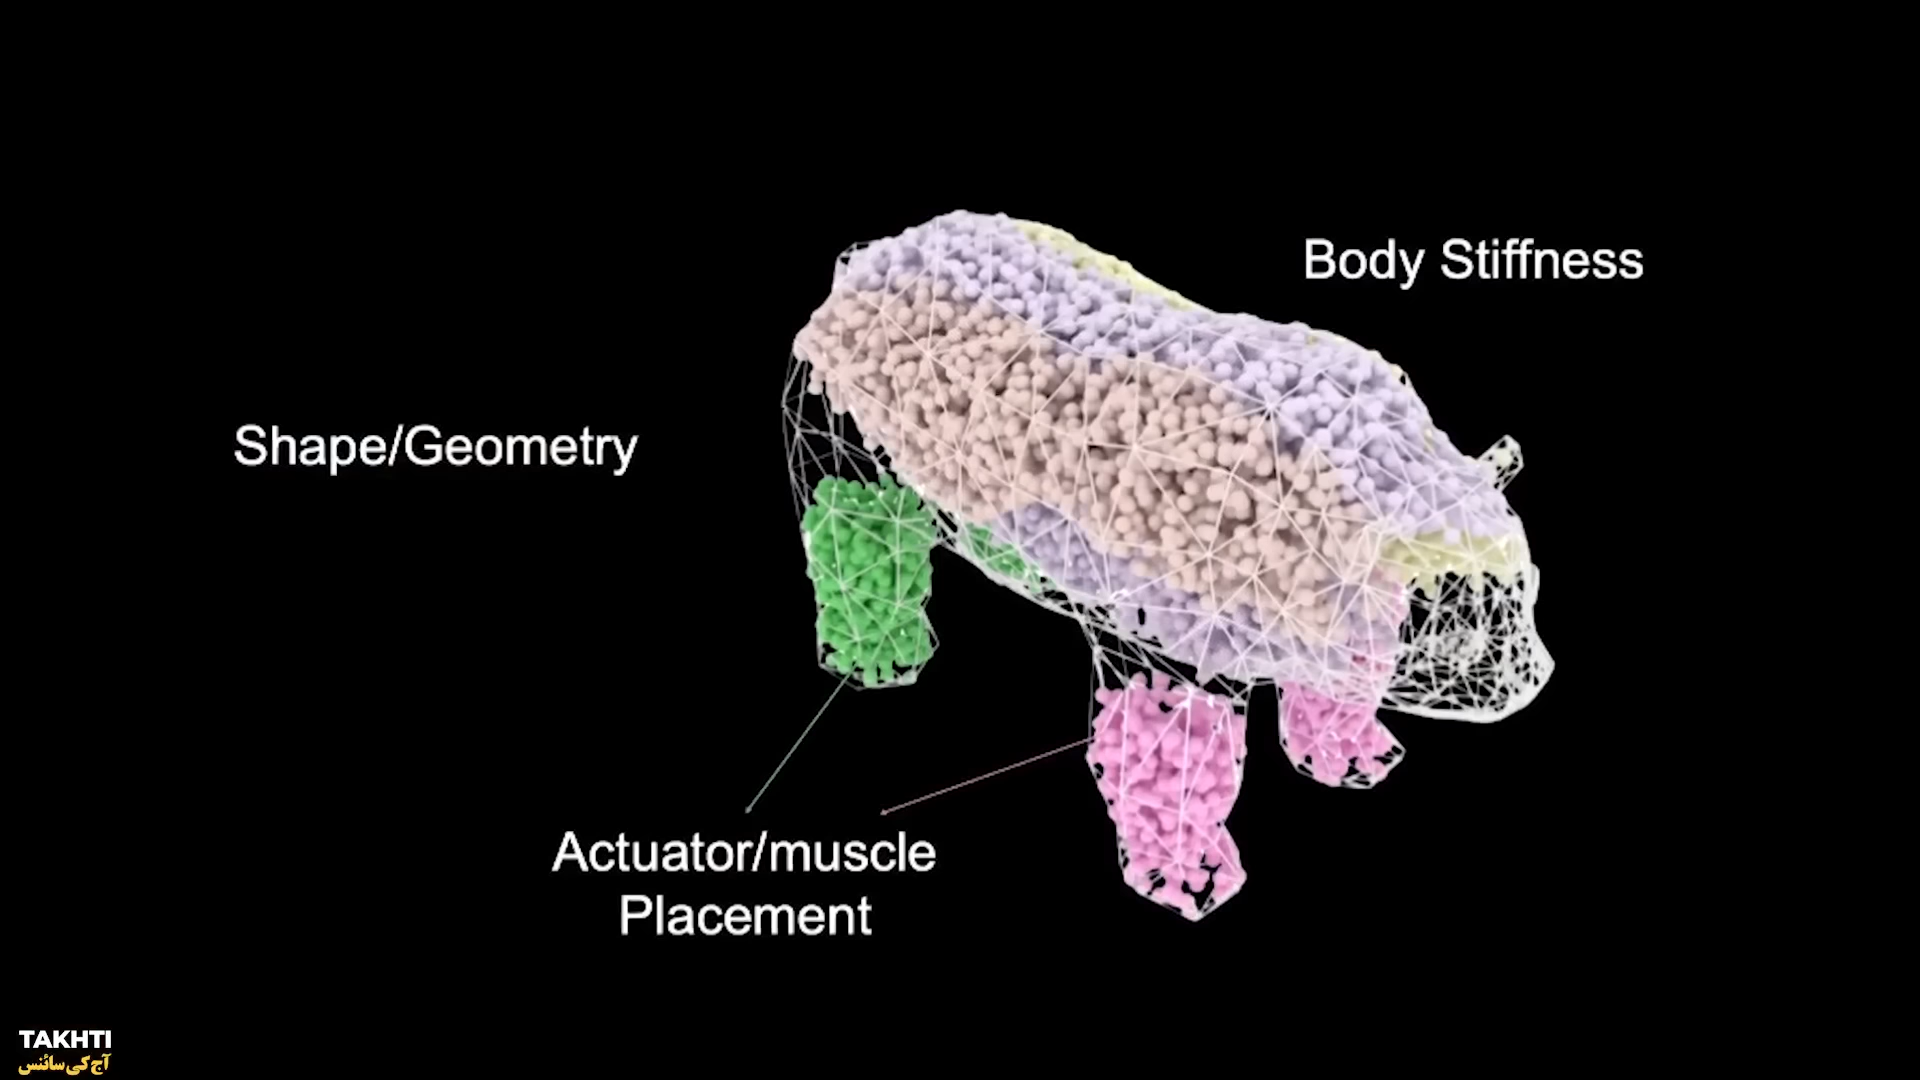 Body Stiffness
Shape/Geometry
Actuator/muscle
Placement
TAKHTI
آج کی سائنس